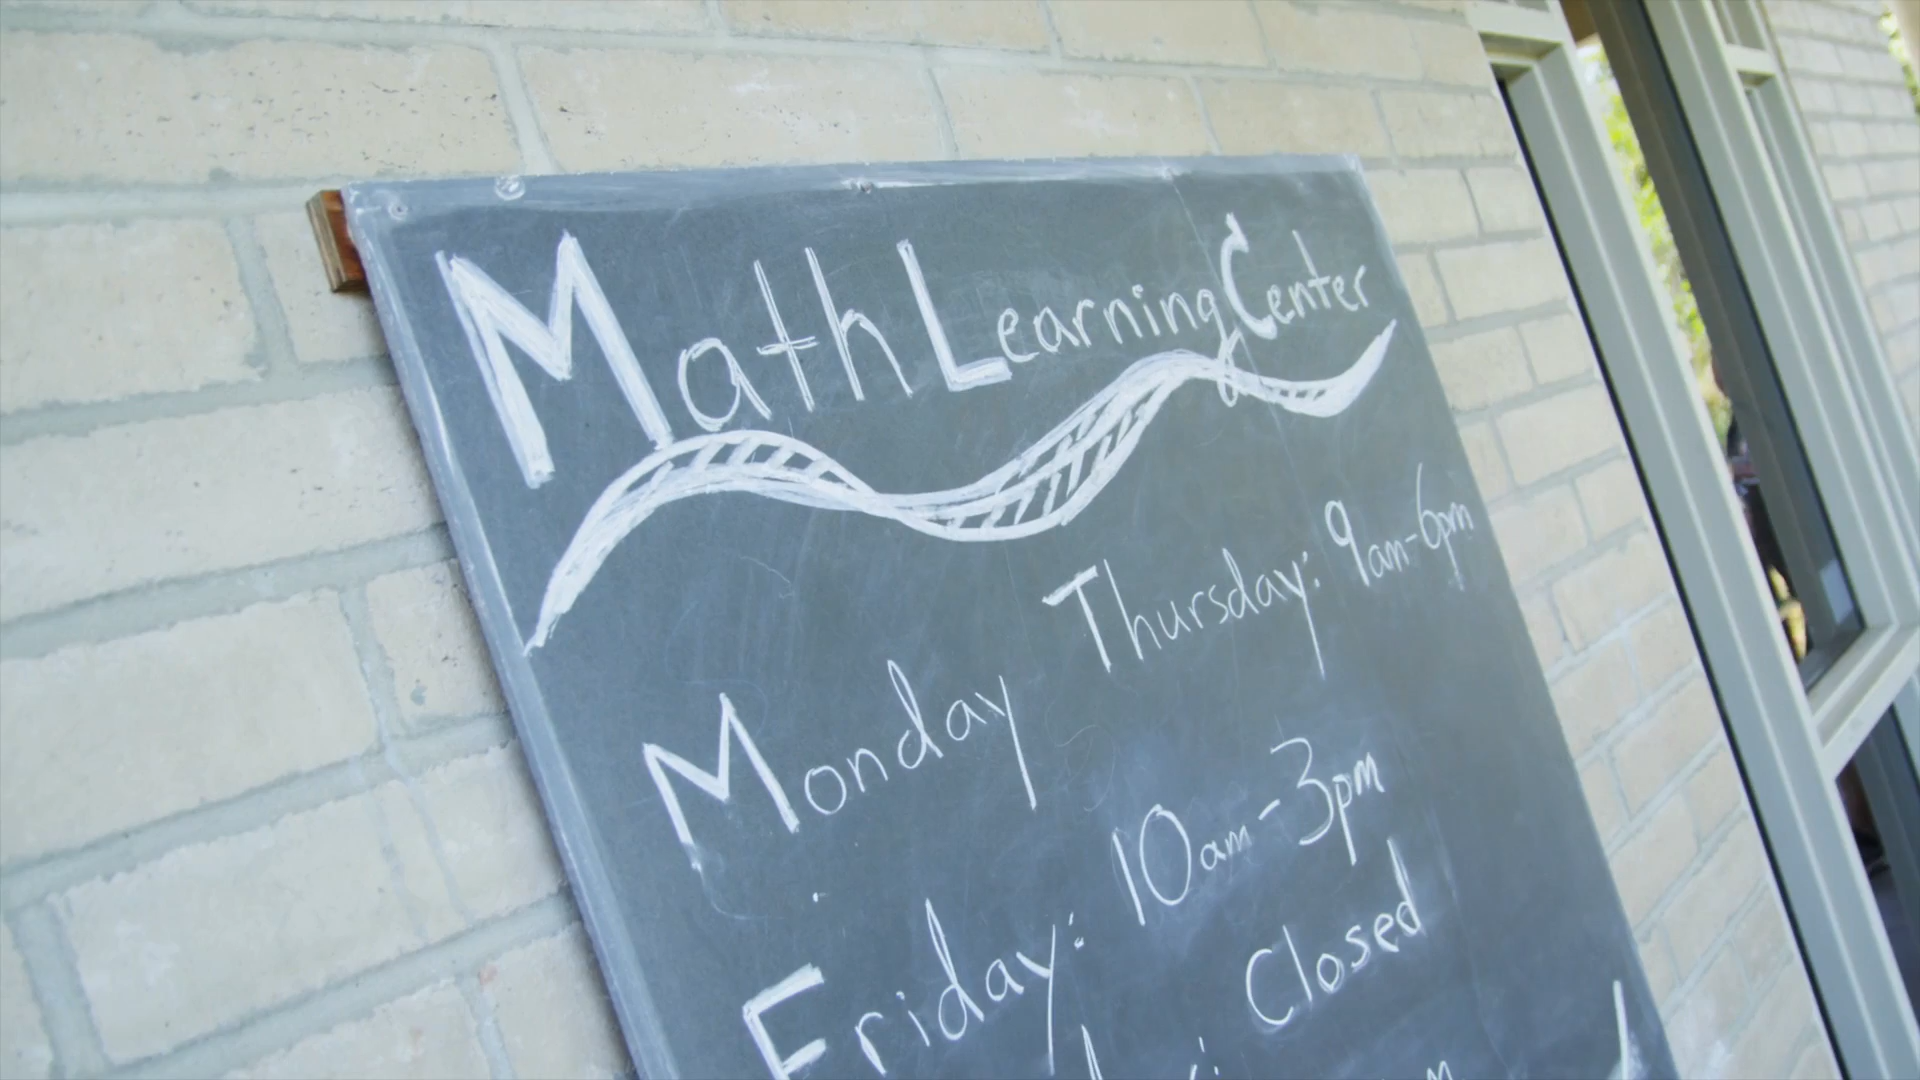 Math Learning Center
Monday Thursday: 9am-6pm
Friday: 10am-3pm
Closed